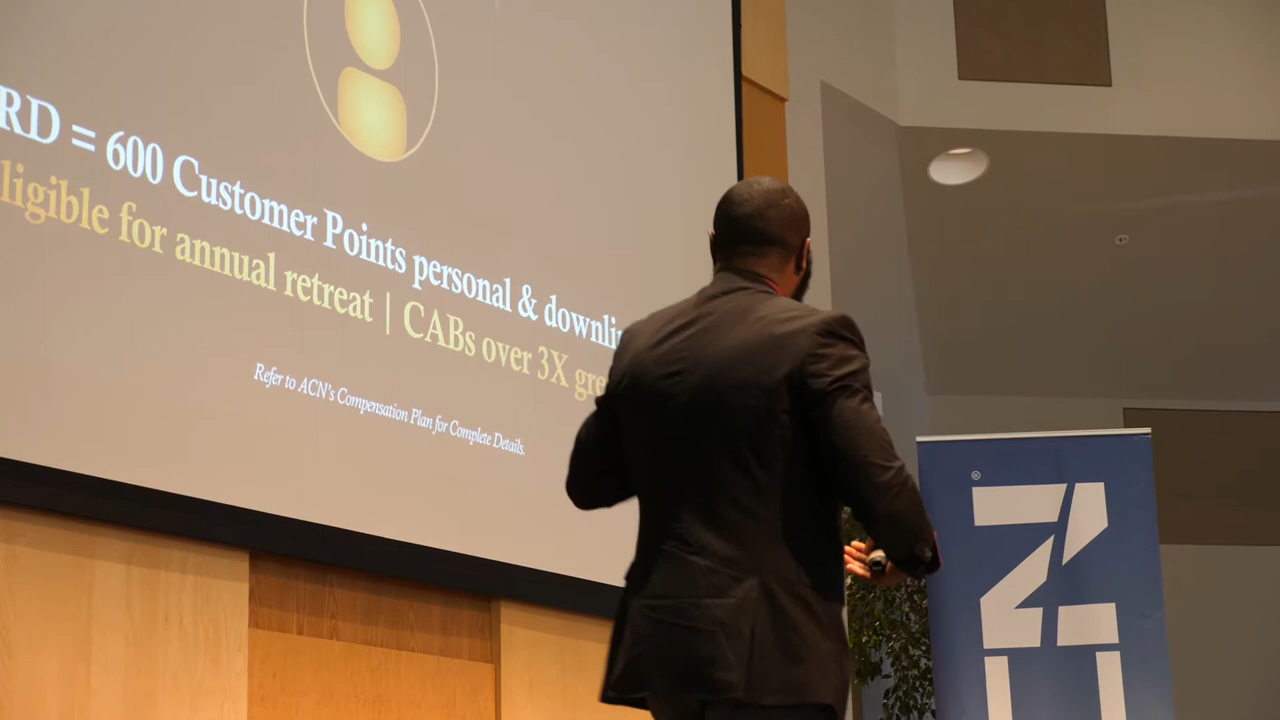 RD = 600 Customer Points personal & downli
ligible for annual retreat | CABs over 3X gre
Refer to ACN's Compensation Plan for Complete Details.